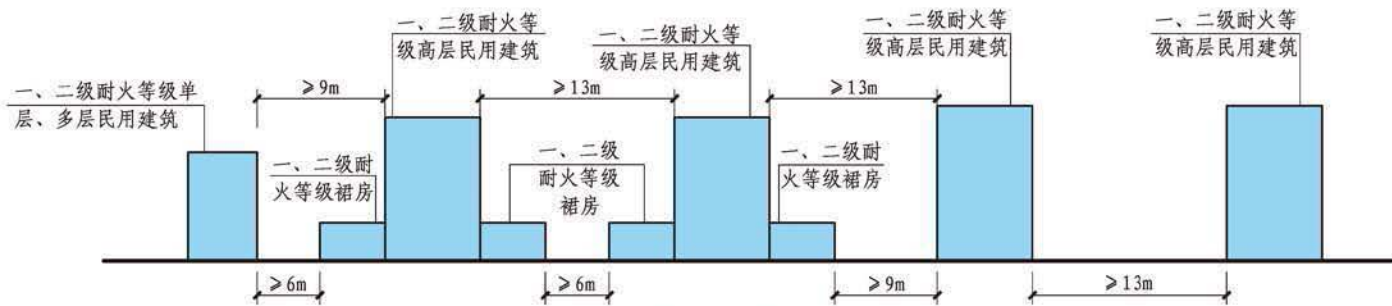 一、二级耐火等
级高层民用建筑
一、二级耐火等
级高层民用建筑
一、二级耐火等
级高层民用建筑
一、二级耐火等
级高层民用建筑
一、二级耐火等级单
层、多层民用建筑
≥9m
≥13m
≥13m
一、二级耐
火等级裙房
一、二级
耐火等级
裙房
一、二级耐
火等级裙房
≥6m
≥6m
≥9m
≥13m